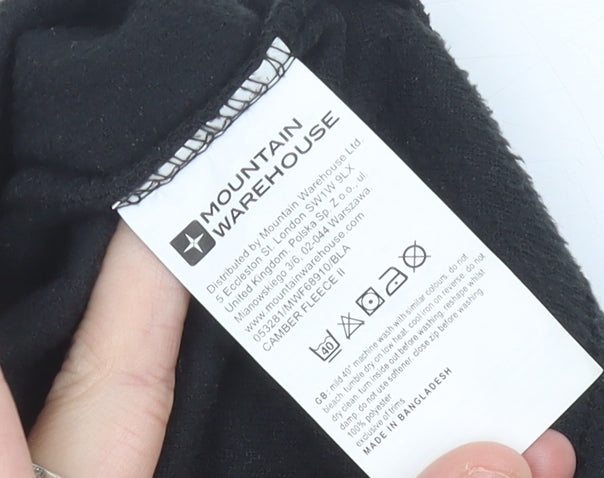 MOUNTAIN
WAREHOUSE
Distributed by Mountain Warehouse Ltd.
5 Eccleston St. London SW1W 9LX
United Kingdom. Polska Sp. Z o.o., ul.
Mianowskiego 3/6, 02-044 Warszawa.
www.mountainwarehouse.com
053281/MWF68910/BLA
CAMBER FLEECE II
40
GB: mild 40° machine wash with similar colours. do not
bleach. tumble dry on low heat. cool iron on reverse. do not
dry clean. turn inside out before washing. reshape whilst
damp. do not use softener. close zip before washing
100% polyester
exclusive of trims
MADE IN BANGLADESH